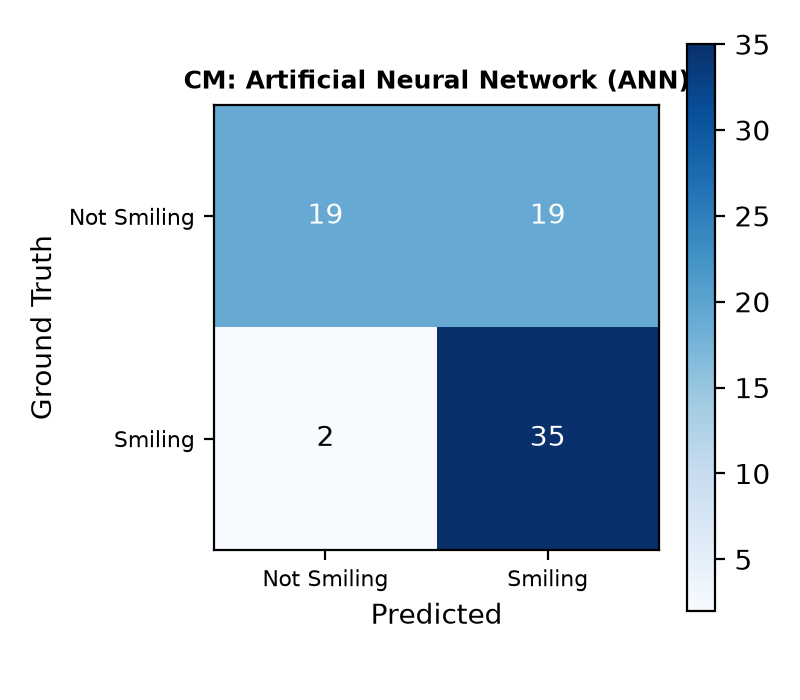 CM: Artificial Neural Network (ANN)
Ground Truth
Not Smiling
19 19
Smiling
2 35
Not Smiling Smiling
Predicted
35
30
25
20
15
10
5